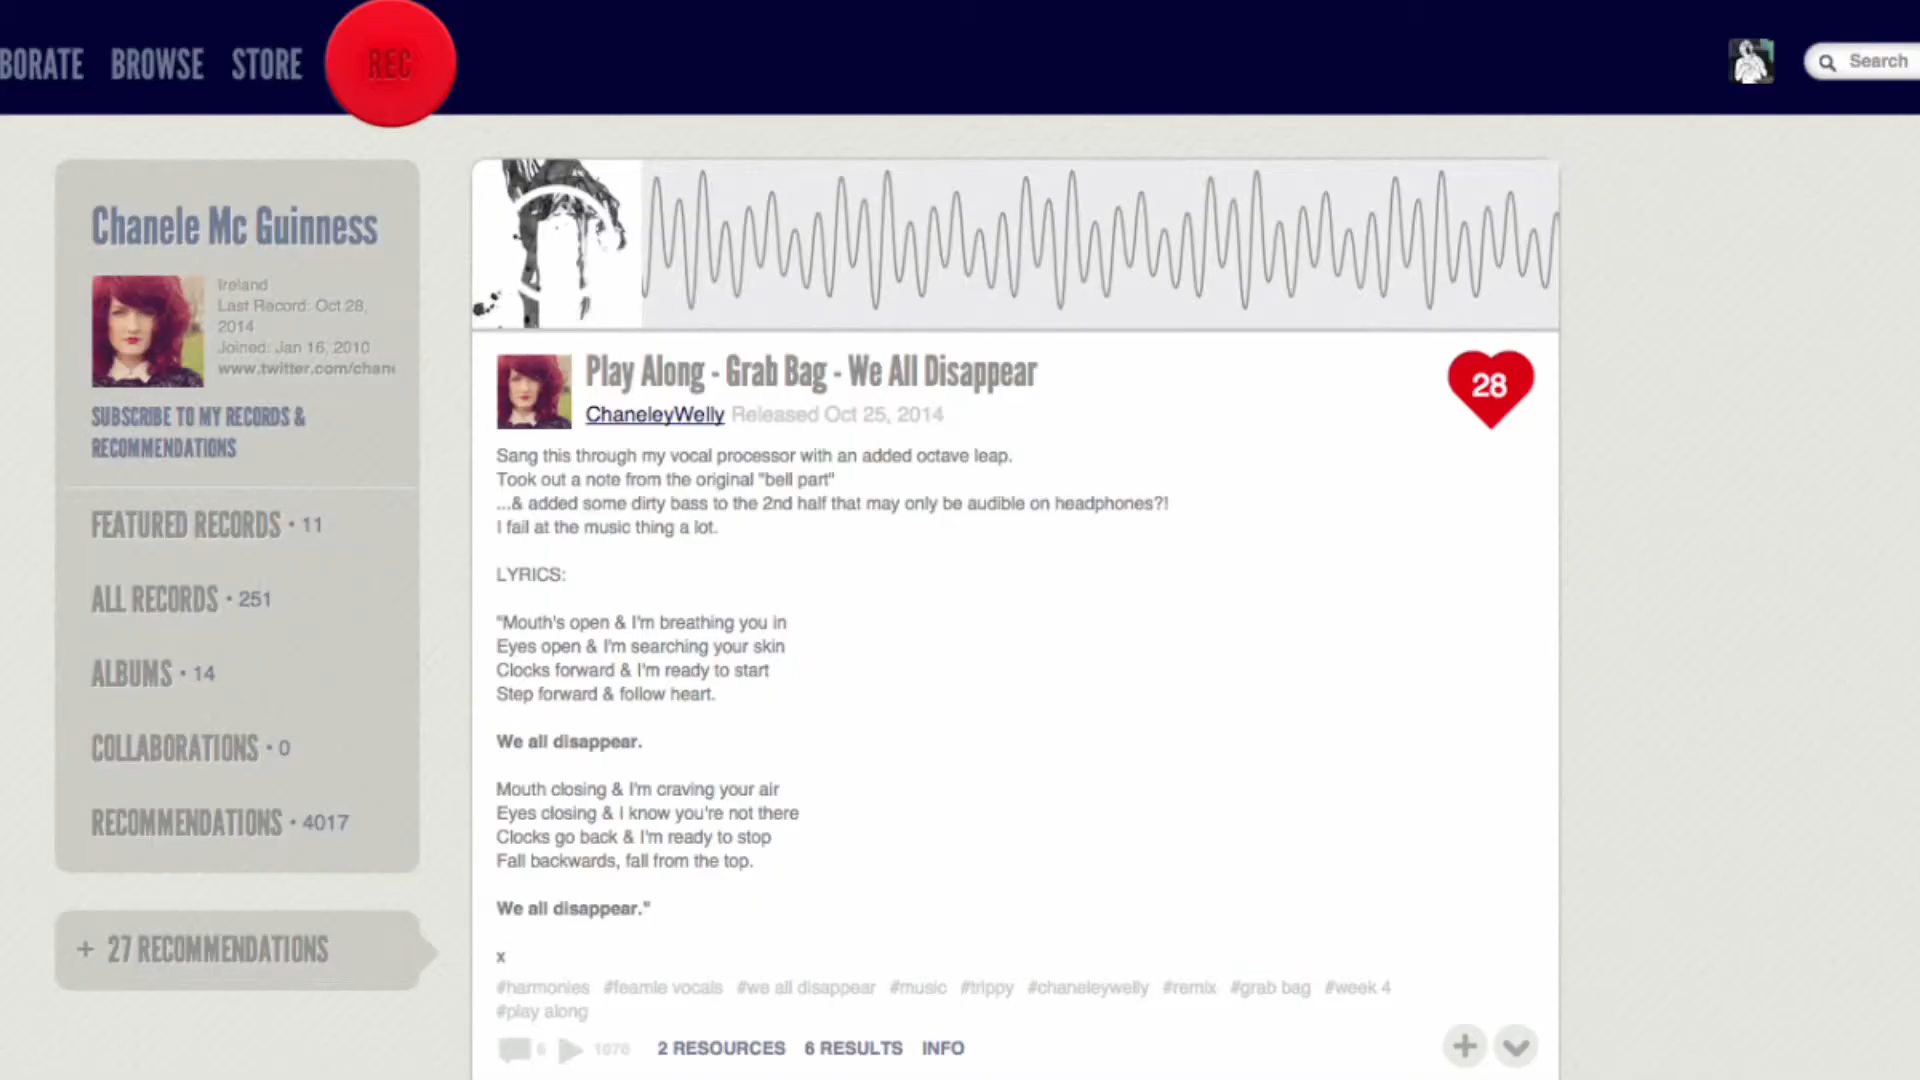 BORATE BROWSE STORE REC Search
Chanele Mc Guinness
Ireland
Last Record: Oct 28,
2014
Joined: Jan 16, 2010
www.twitter.com/chan
SUBSCRIBE TO MY RECORDS &
RECOMMENDATIONS
FEATURED RECORDS • 11
ALL RECORDS • 251
ALBUMS • 14
COLLABORATIONS • 0
RECOMMENDATIONS • 4017
+ 27 RECOMMENDATIONS
Play Along - Grab Bag - We All Disappear
28
ChaneleyWelly Released Oct 25, 2014
Sang this through my vocal processor with an added octave leap.
Took out a note from the original "bell part"
...& added some dirty bass to the 2nd half that may only be audible on headphones?!
I fail at the music thing a lot.
LYRICS:
"Mouth's open & I'm breathing you in
Eyes open & I'm searching your skin
Clocks forward & I'm ready to start
Step forward & follow heart.
We all disappear.
Mouth closing & I'm craving your air
Eyes closing & I know you're not there
Clocks go back & I'm ready to stop
Fall backwards, fall from the top.
We all disappear."
x
#harmonies #feamle vocals #we all disappear #music #trippy #chaneleywelly #remix #grab bag #week 4
#play along
6 1076 2 RESOURCES 6 RESULTS INFO